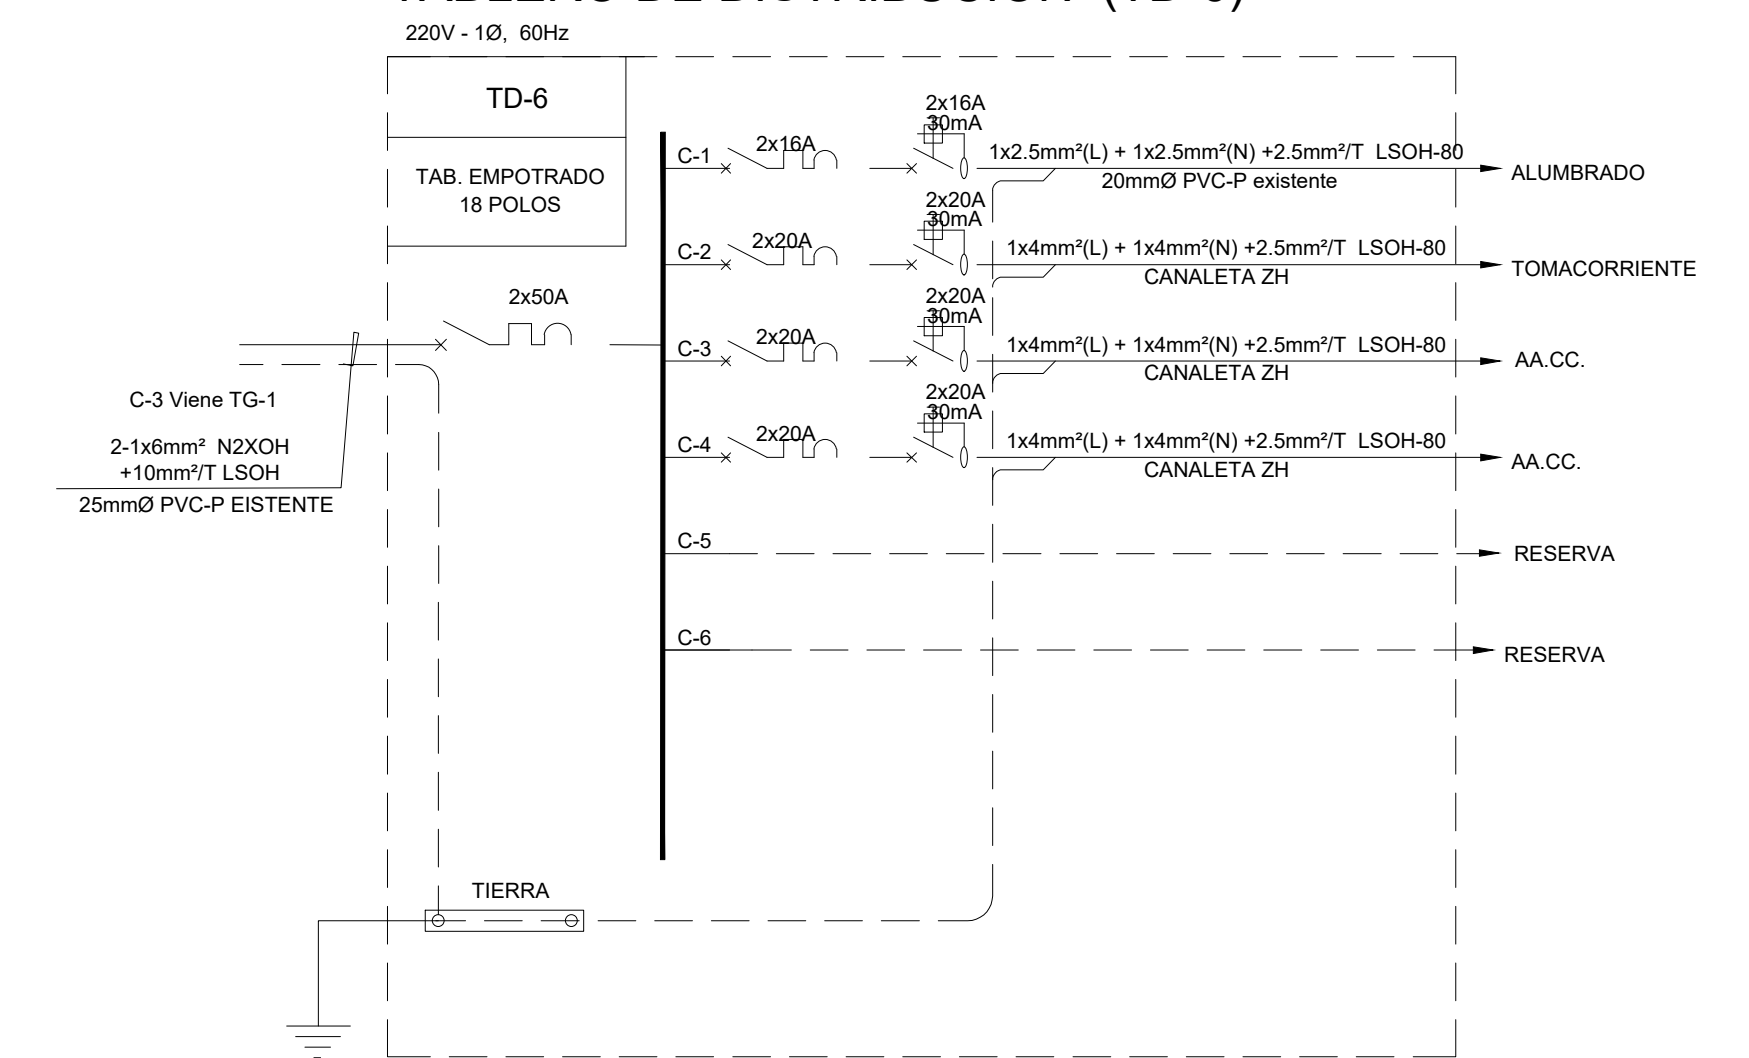 220V - 1Ø, 60Hz
TD-6
TAB. EMPOTRADO
18 POLOS
2x50A
C-3 Viene TG-1
2-1x6mm² N2XOH
+10mm²/T LSOH
25mmØ PVC-P EISTENTE
C-1
2x16A
2x16A
30mA
1x2.5mm²(L) + 1x2.5mm²(N) +2.5mm²/T LSOH-80
20mmØ PVC-P existente
ALUMBRADO
C-2
2x20A
2x20A
30mA
1x4mm²(L) + 1x4mm²(N) +2.5mm²/T LSOH-80
CANALETA ZH
TOMACORRIENTE
C-3
2x20A
2x20A
30mA
1x4mm²(L) + 1x4mm²(N) +2.5mm²/T LSOH-80
CANALETA ZH
AA.CC.
C-4
2x20A
2x20A
30mA
1x4mm²(L) + 1x4mm²(N) +2.5mm²/T LSOH-80
CANALETA ZH
AA.CC.
C-5
RESERVA
C-6
RESERVA
TIERRA